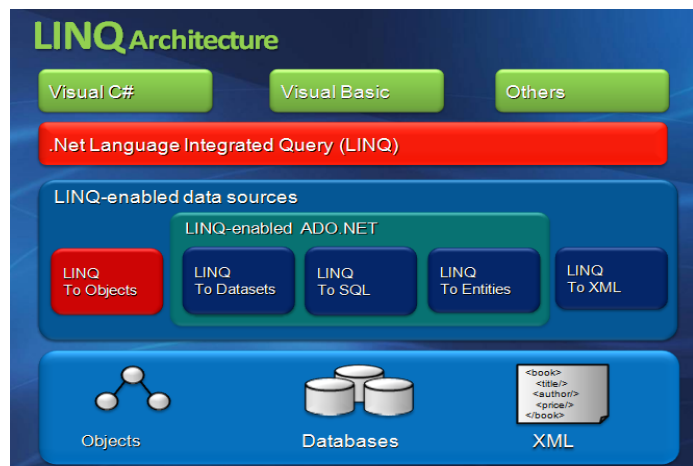 LINQ Architecture
Visual C#
Visual Basic
Others
.Net Language Integrated Query (LINQ)
LINQ-enabled data sources
LINQ-enabled ADO.NET
LINQ
To Objects
LINQ
To Datasets
LINQ
To SQL
LINQ
To Entities
LINQ
To XML
<book>
<title/>
<author/>
<price/>
</book>
Objects
Databases
XML